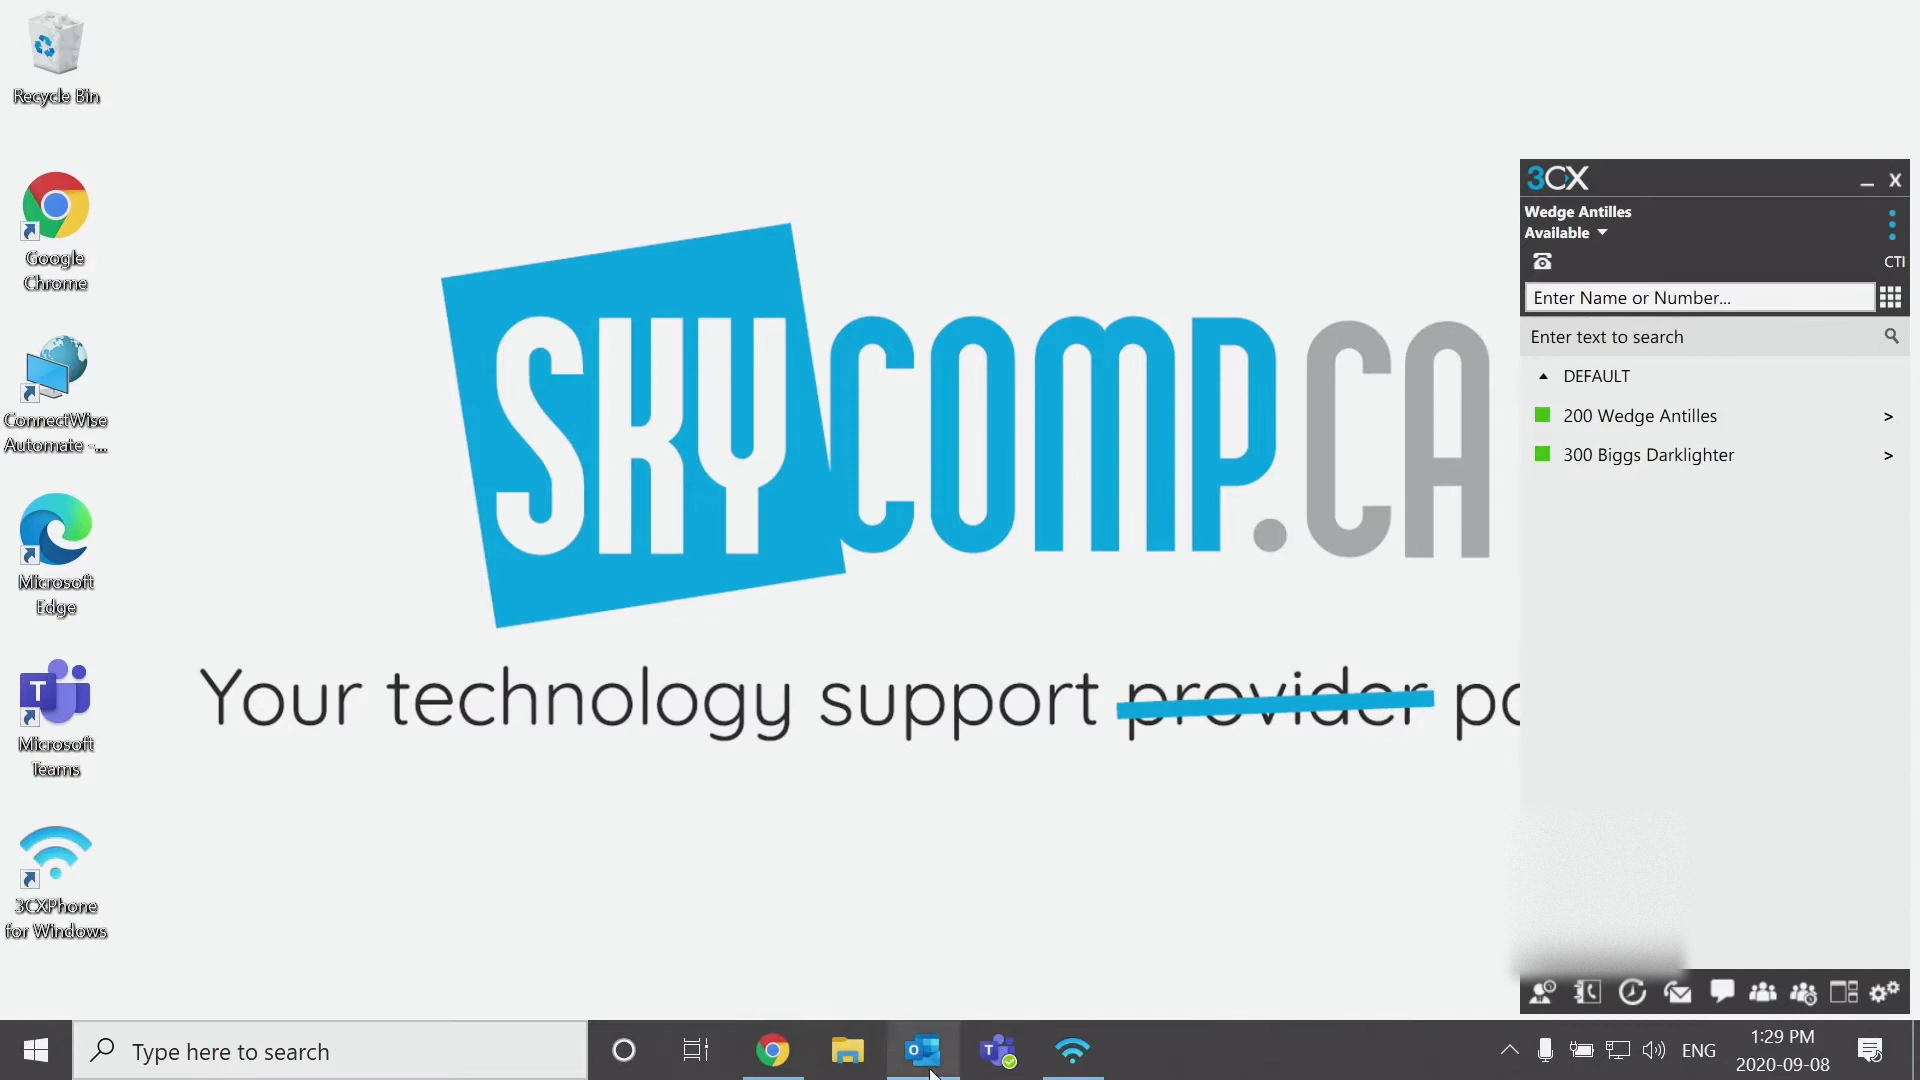 Recycle Bin
Google
Chrome
ConnectWise
Automate -...
Microsoft
Edge
Microsoft
Teams
3CXPhone
for Windows
SKYCOMP.CA
Your technology support provider pa
3CX
Wedge Antilles
Available
CTI
Enter Name or Number...
Enter text to search
DEFAULT
200 Wedge Antilles >
300 Biggs Darklighter >
Type here to search
ENG
1:29 PM
2020-09-08